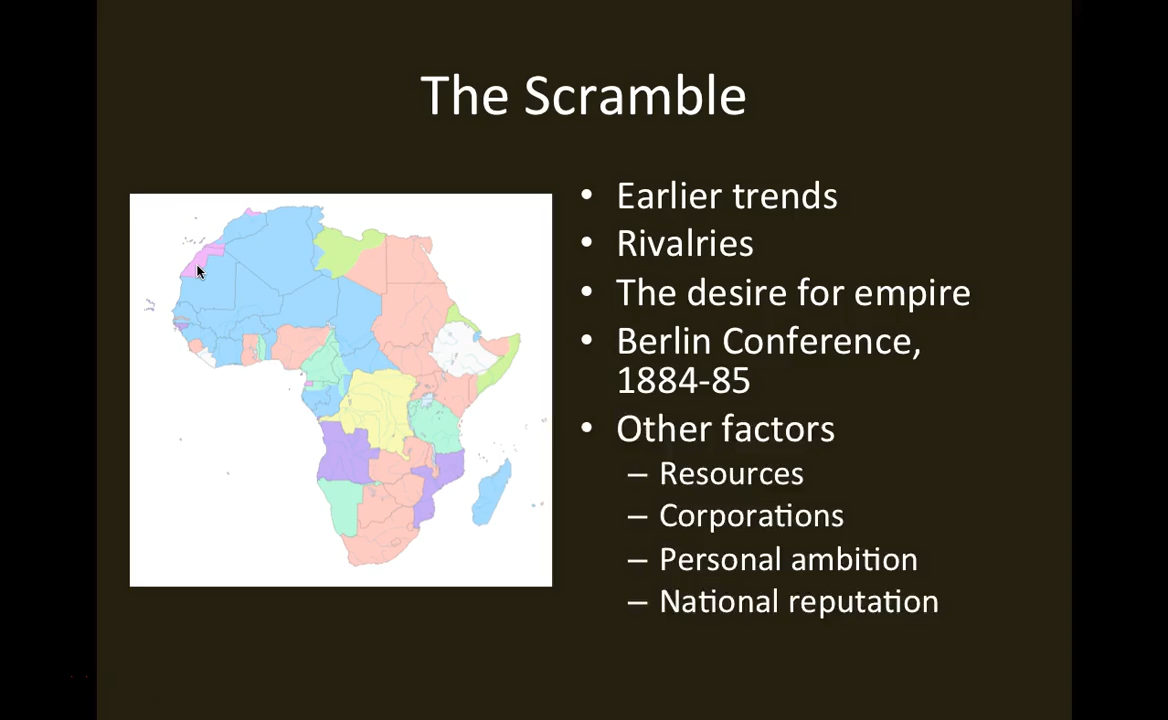 The Scramble
• Earlier trends
• Rivalries
• The desire for empire
• Berlin Conference,
1884-85
• Other factors
– Resources
– Corporations
– Personal ambition
– National reputation